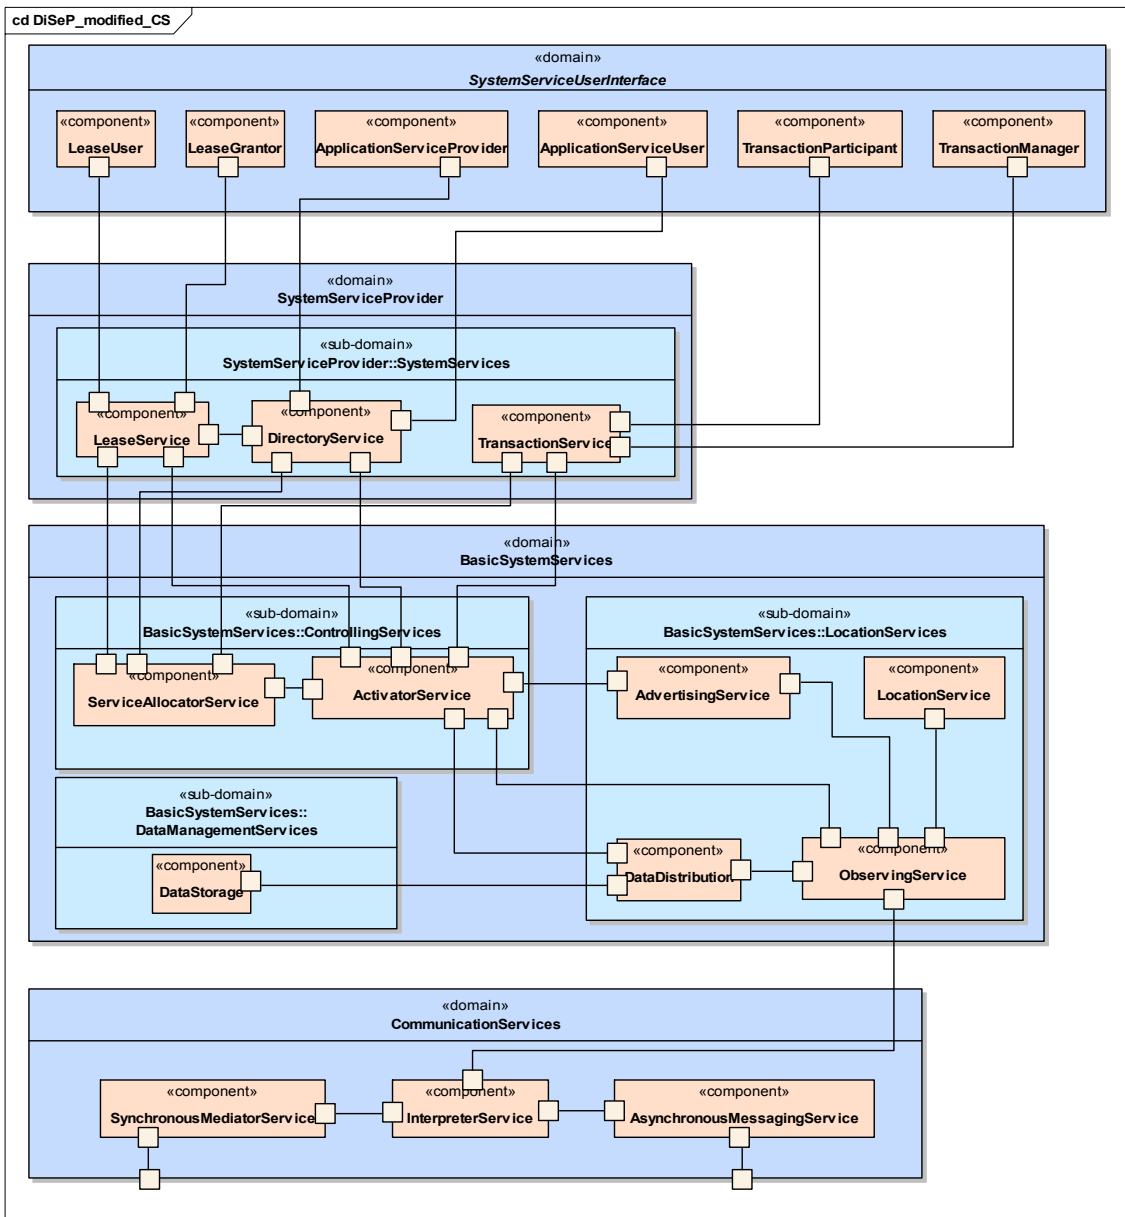 cd DiSeP_modified_CS
«domain»
SystemServiceUserInterface
«component»
LeaseUser
«component»
LeaseGrantor
«component»
ApplicationServiceProvider
«component»
ApplicationServiceUser
«component»
TransactionParticipant
«component»
TransactionManager
«domain»
SystemServiceProvider
«sub-domain»
SystemServiceProvider::SystemServices
«component»
LeaseService
«component»
DirectoryService
«component»
TransactionService
«domain»
BasicSystemServices
«sub-domain»
BasicSystemServices::ControllingServices
«component»
ServiceAllocatorService
«component»
ActivatorService
«sub-domain»
BasicSystemServices::LocationServices
«component»
AdvertisingService
«component»
LocationService
«sub-domain»
BasicSystemServices::
DataManagementServices
«component»
DataStorage
«component»
DataDistribution
«component»
ObservingService
«domain»
CommunicationServices
«component»
SynchronousMediatorService
«component»
InterpreterService
«component»
AsynchronousMessagingService